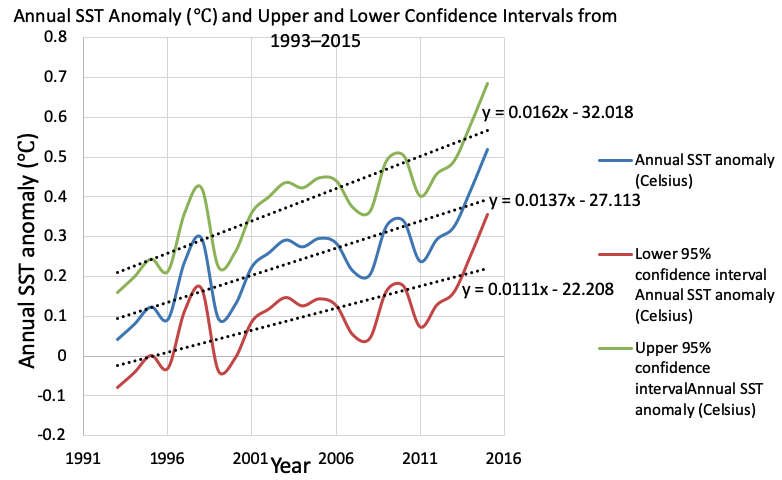 Annual SST Anomaly (℃) and Upper and Lower Confidence Intervals from
1993–2015
0.8
0.7
0.6
0.5
0.4
0.3
0.2
0.1
0
-0.1
-0.2
Annual SST anomaly (℃)
1991
1996
2001
2006
2011
2016
Year
y = 0.0162x - 32.018
y = 0.0137x - 27.113
y = 0.0111x - 22.208
Annual SST anomaly
(Celsius)
Lower 95%
confidence interval
Annual SST anomaly
(Celsius)
Upper 95%
confidence
intervalAnnual SST
anomaly (Celsius)